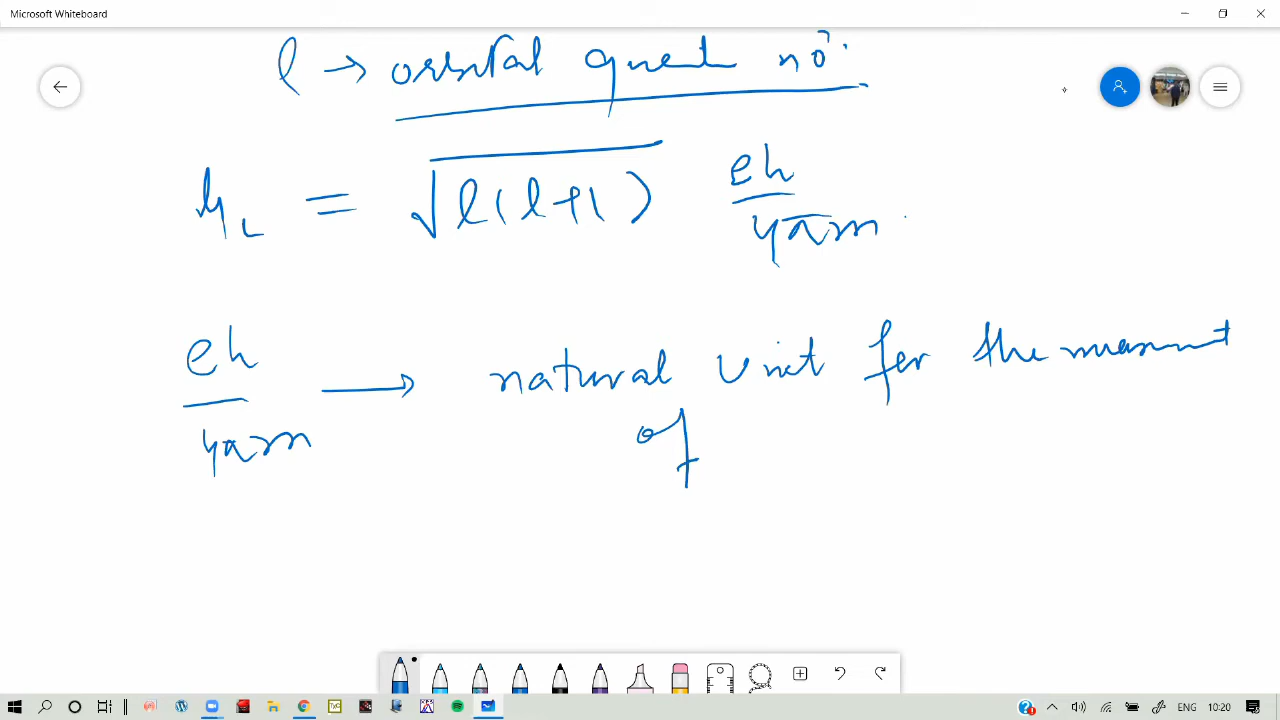 Microsoft Whiteboard
l → orbital quant no.
μL = √l(l+1) eh/4πm
eh/4πm → natural unit for the
of
ENG 10:20